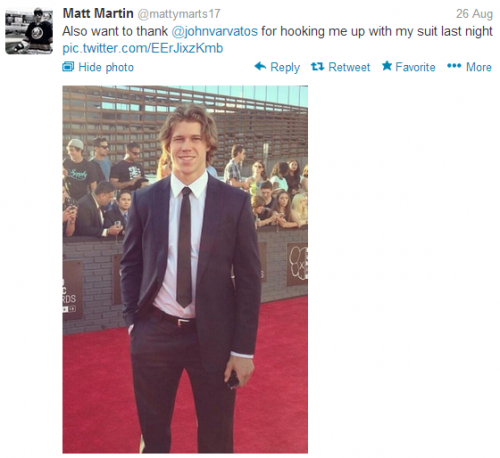 Matt Martin @mattymarts17 26 Aug
Also want to thank @johnvarvatos for hooking me up with my suit last night
pic.twitter.com/EErJixzKmb
Hide photo Reply Retweet Favorite More
RDS